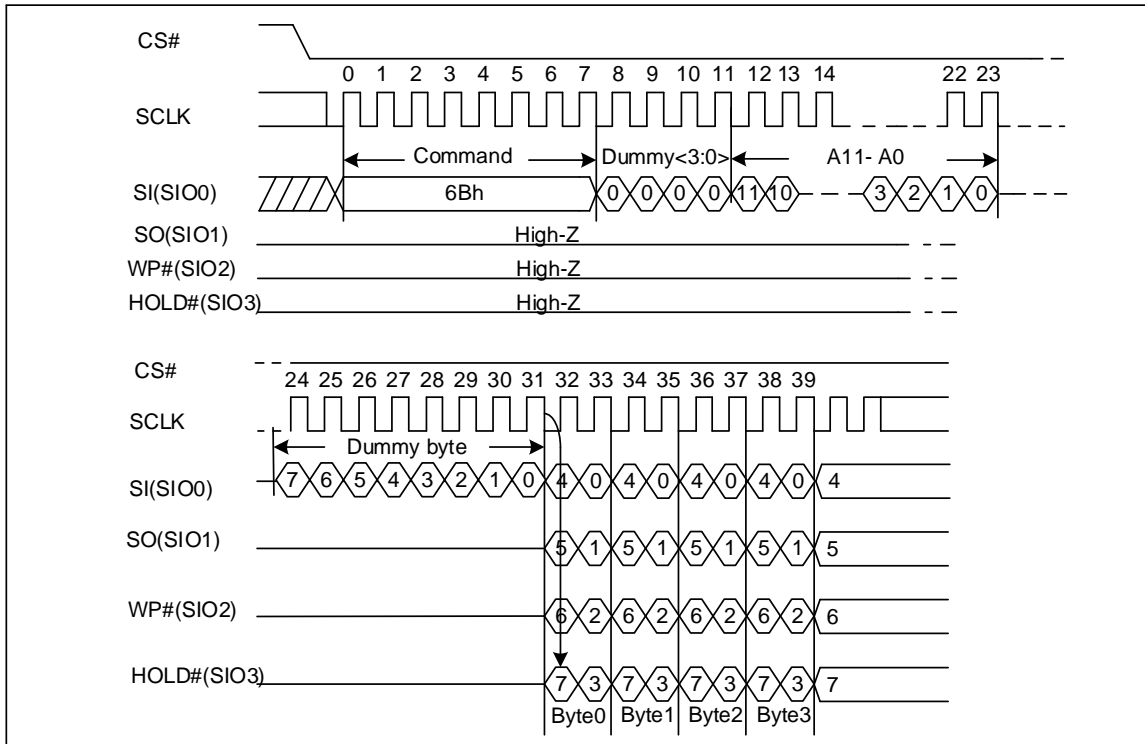 CS#
0 1 2 3 4 5 6 7 8 9 10 11 12 13 14 22 23
SCLK
Command Dummy<3:0> A11- A0
SI(SIO0) 6Bh 0 0 0 0 11 10 3 2 1 0
SO(SIO1) High-Z
WP#(SIO2) High-Z
HOLD#(SIO3) High-Z
CS#
24 25 26 27 28 29 30 31 32 33 34 35 36 37 38 39
SCLK
Dummy byte
SI(SIO0) 7 6 5 4 3 2 1 0 4 0 4 0 4 0 4 0 4
SO(SIO1) 5 1 5 1 5 1 5 1 5
WP#(SIO2) 6 2 6 2 6 2 6 2 6
HOLD#(SIO3) 7 3 7 3 7 3 7 3 7
Byte0 Byte1 Byte2 Byte3